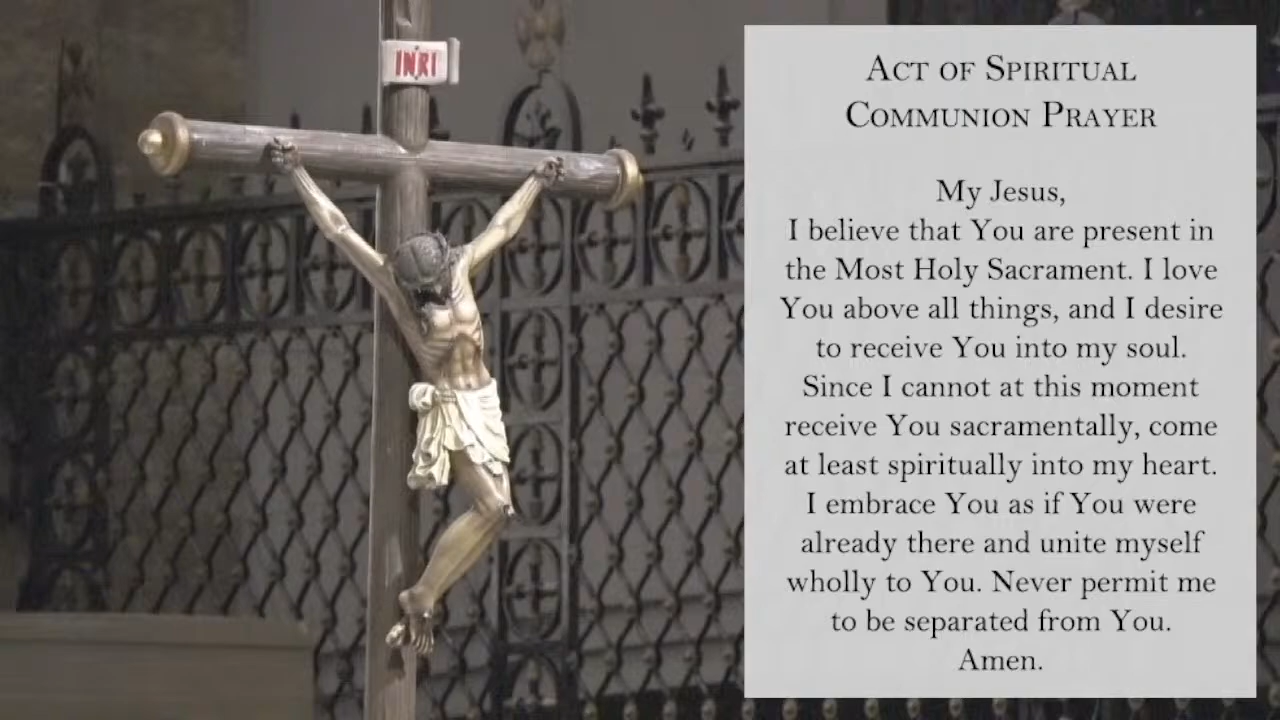 INRI
ACT OF SPIRITUAL
COMMUNION PRAYER
My Jesus,
I believe that You are present in
the Most Holy Sacrament. I love
You above all things, and I desire
to receive You into my soul.
Since I cannot at this moment
receive You sacramentally, come
at least spiritually into my heart.
I embrace You as if You were
already there and unite myself
wholly to You. Never permit me
to be separated from You.
Amen.